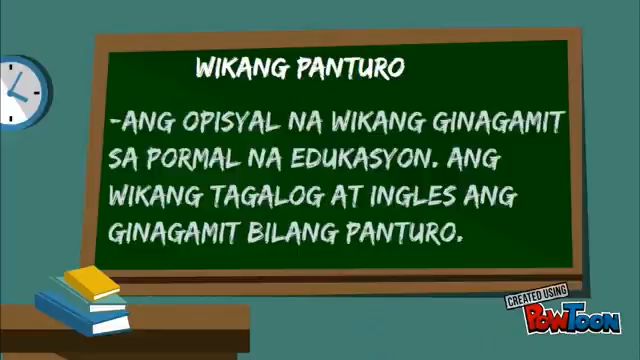 WIKANG PANTURO
-ANG OPISYAL NA WIKANG GINAGAMIT
SA PORMAL NA EDUKASYON. ANG
WIKANG TAGALOG AT INGLES ANG
GINAGAMIT BILANG PANTURO.
CREATED USING
POWTOON